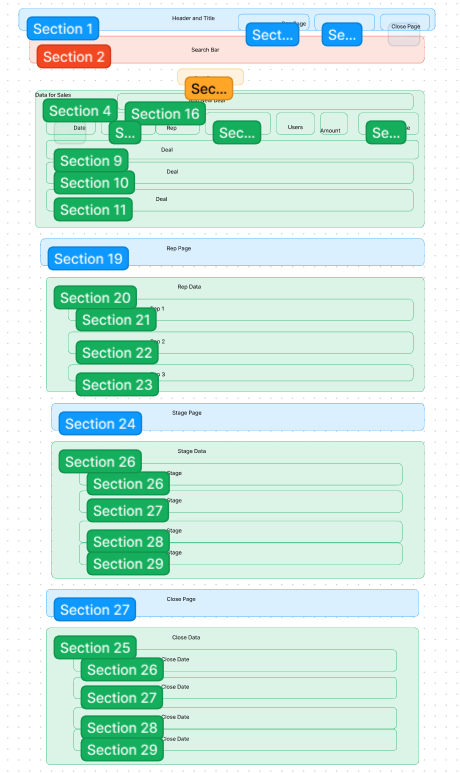 Header and Title
Section 1
Page
Sect...
Se...
Close Page
Search Bar
Section 2
Sec...
Data for Sales
Deal
Section 4
Section 16
Date
S...
Rep
Sec...
Users
Amount
Se...
Deal
Section 9
Deal
Section 10
Deal
Section 11
Rep Page
Section 19
Rep Data
Section 20
Rep 1
Section 21
Rep 2
Section 22
Rep 3
Section 23
Stage Page
Section 24
Stage Data
Section 26
Stage
Section 26
Stage
Section 27
Stage
Section 28
Stage
Section 29
Close Page
Section 27
Close Data
Section 25
Close Date
Section 26
Close Date
Section 27
Close Date
Section 28
Close Date
Section 29